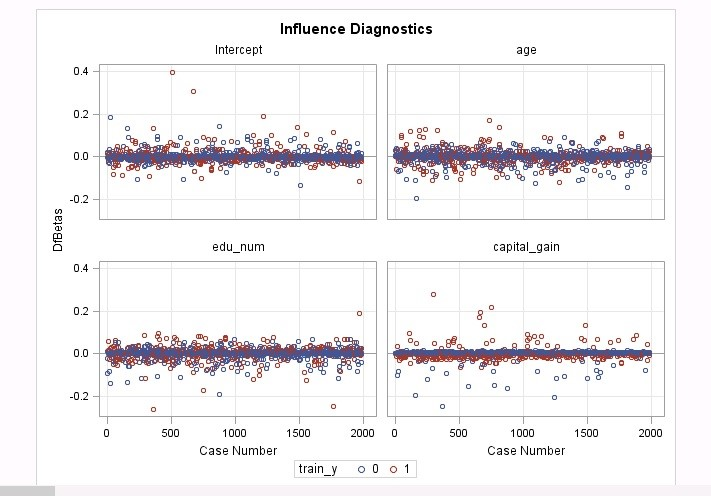 Influence Diagnostics
Intercept
age
0.4
0.2
0.0
-0.2
DfBetas
edu_num
capital_gain
0.4
0.2
0.0
-0.2
0 500 1000 1500 2000
0 500 1000 1500 2000
Case Number
Case Number
train_y 0 1